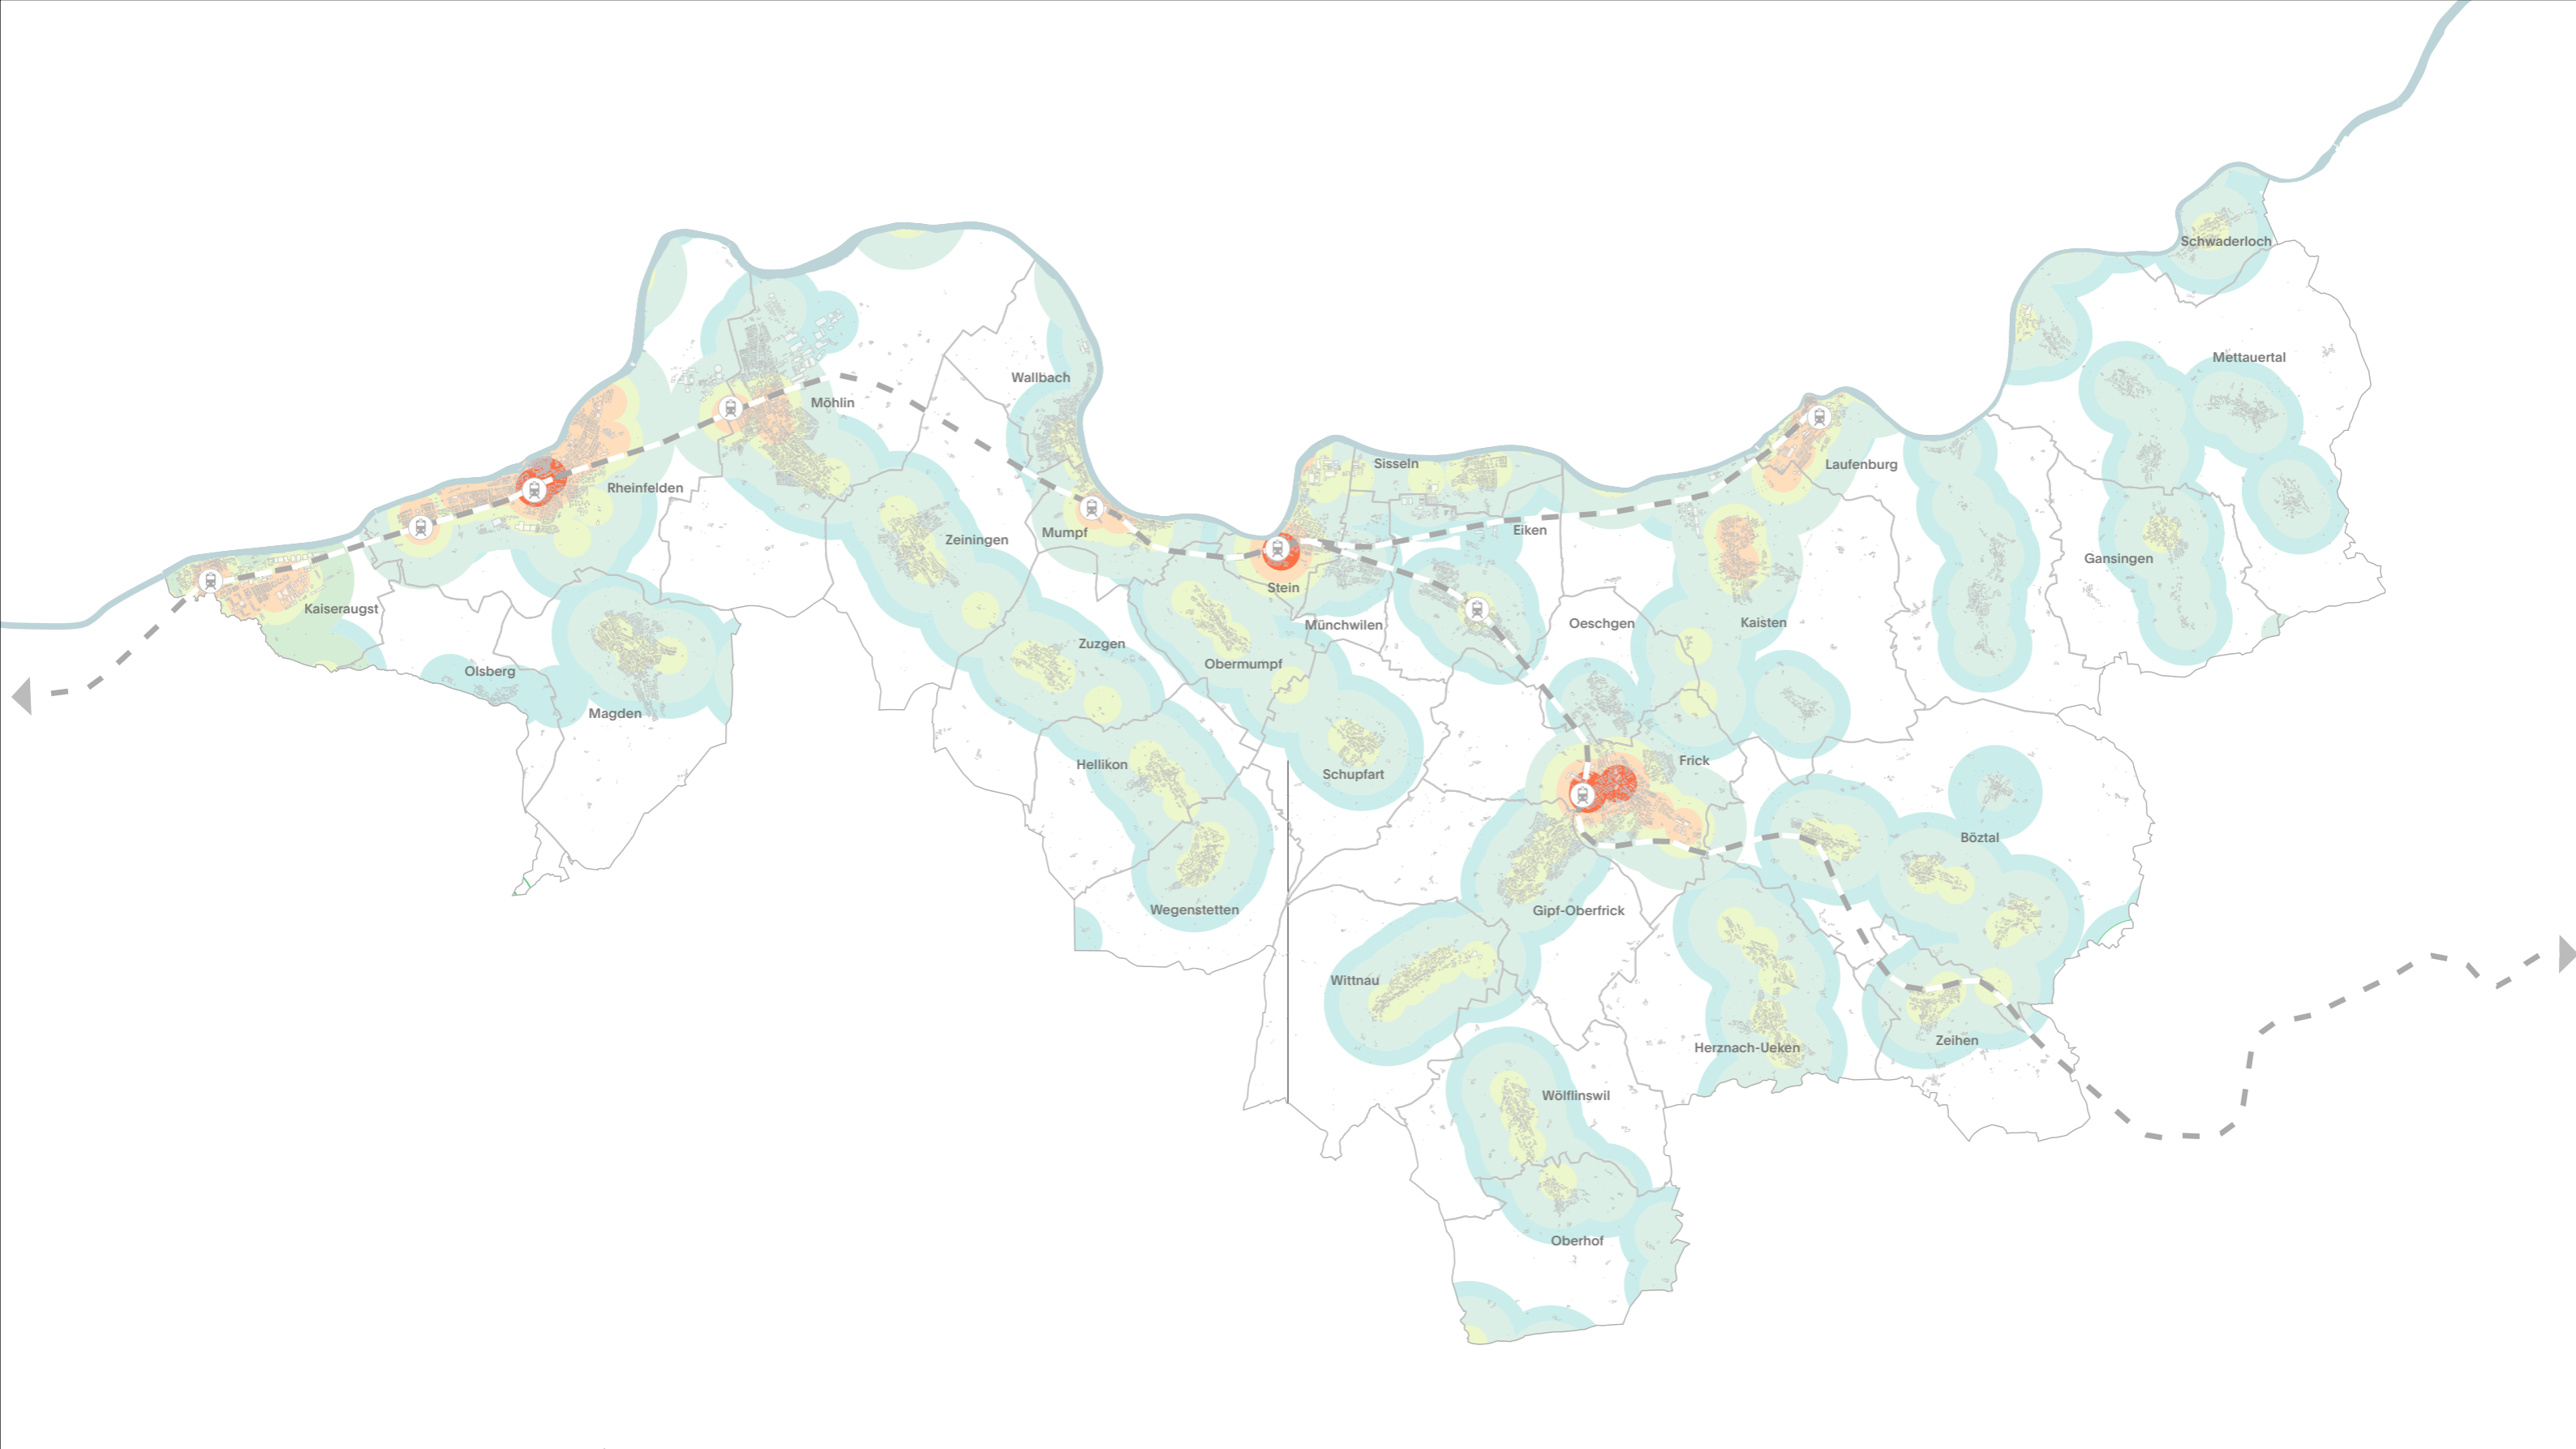 Schwaderloch
Mettauertal
Wallbach
Möhlin
Sisseln
Laufenburg
Rheinfelden
Eiken
Mumpf
Zeiningen
Gansingen
Stein
Kaiseraugst
Münchwilen
Oeschgen
Kaisten
Zuzgen
Obermumpf
Olsberg
Magden
Frick
Hellikon
Schupfart
Böztal
Wegenstetten
Gipf-Oberfrick
Wittnau
Zeihen
Herznach-Ueken
Wölflinswil
Oberhof